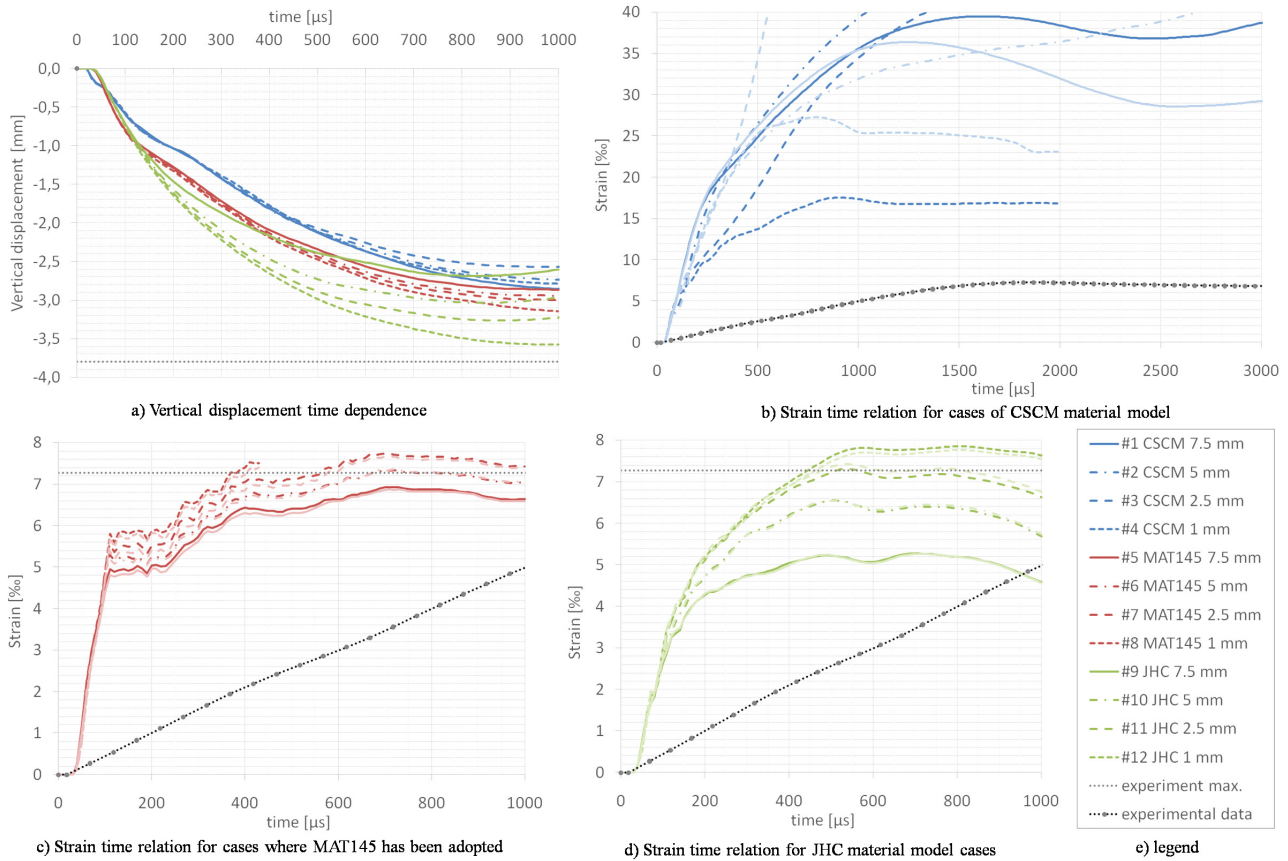 time [µs]
0 100 200 300 400 500 600 700 800 900 1000
0,0
-0,5
-1,0
-1,5
-2,0
-2,5
-3,0
-3,5
-4,0
Vertical displacement [mm]
a) Vertical displacement time dependence
40
35
30
25
20
15
10
5
0
Strain [‰]
0 500 1000 1500 2000 2500 3000
time [µs]
b) Strain time relation for cases of CSCM material model
8
7
6
5
4
3
2
1
0
Strain [‰]
0 200 400 600 800 1000
time [µs]
c) Strain time relation for cases where MAT145 has been adopted
8
7
6
5
4
3
2
1
0
Strain [‰]
0 200 400 600 800 1000
time [µs]
d) Strain time relation for JHC material model cases
#1 CSCM 7.5 mm
#2 CSCM 5 mm
#3 CSCM 2.5 mm
#4 CSCM 1 mm
#5 MAT145 7.5 mm
#6 MAT145 5 mm
#7 MAT145 2.5 mm
#8 MAT145 1 mm
#9 JHC 7.5 mm
#10 JHC 5 mm
#11 JHC 2.5 mm
#12 JHC 1 mm
experiment max.
experimental data
e) legend